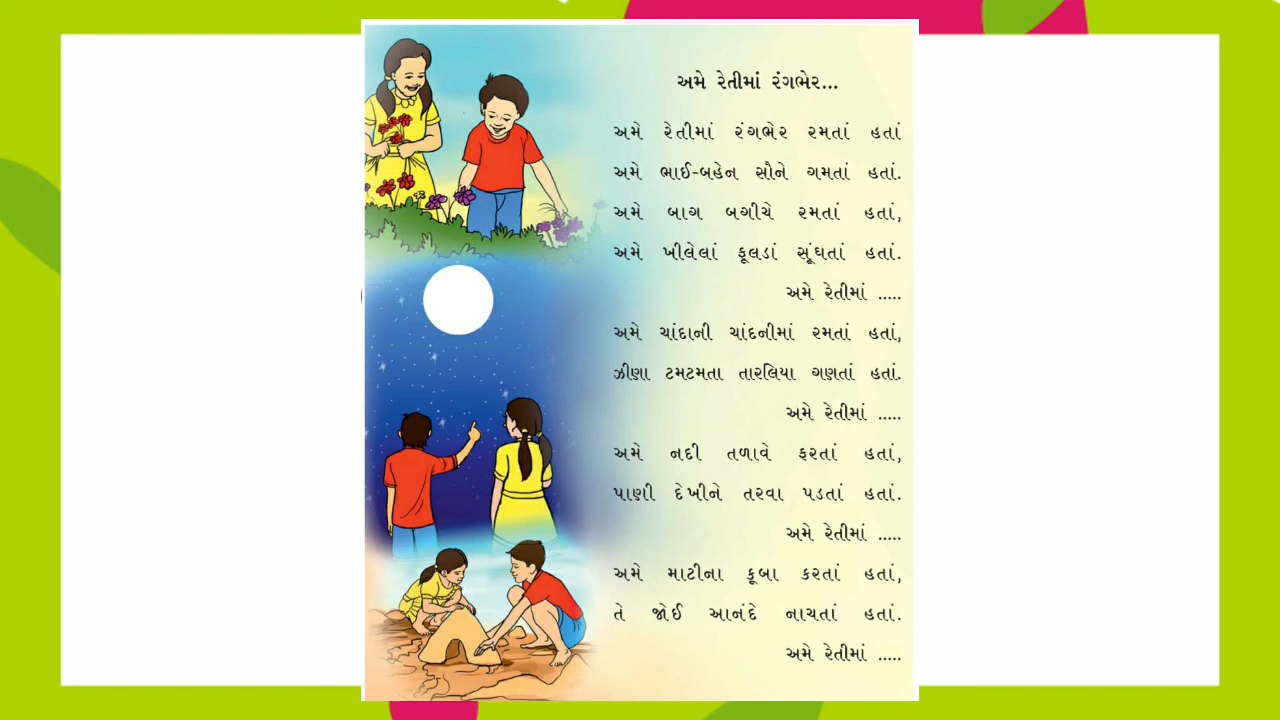 અમે રેતીમાં રંગભેર...
અમે રેતીમાં રંગભેર રમતાં હતાં
અમે ભાઈ-બહેન સૌને ગમતાં હતાં.
અમે બાગ બગીચે રમતાં હતાં,
અમે ખીલેલાં ફૂલડાં સૂંઘતાં હતાં.
અમે રેતીમાં .....
અમે ચાંદાની ચાંદનીમાં રમતાં હતાં,
ઝીણા ટમટમતા તારલિયા ગણતાં હતાં.
અમે રેતીમાં .....
અમે નદી તળાવે ફરતાં હતાં,
પાણી દેખીને તરવા પડતાં હતાં.
અમે રેતીમાં .....
અમે માટીના કૂબા કરતાં હતાં,
તે જોઈ આનંદે નાચતાં હતાં.
અમે રેતીમાં .....